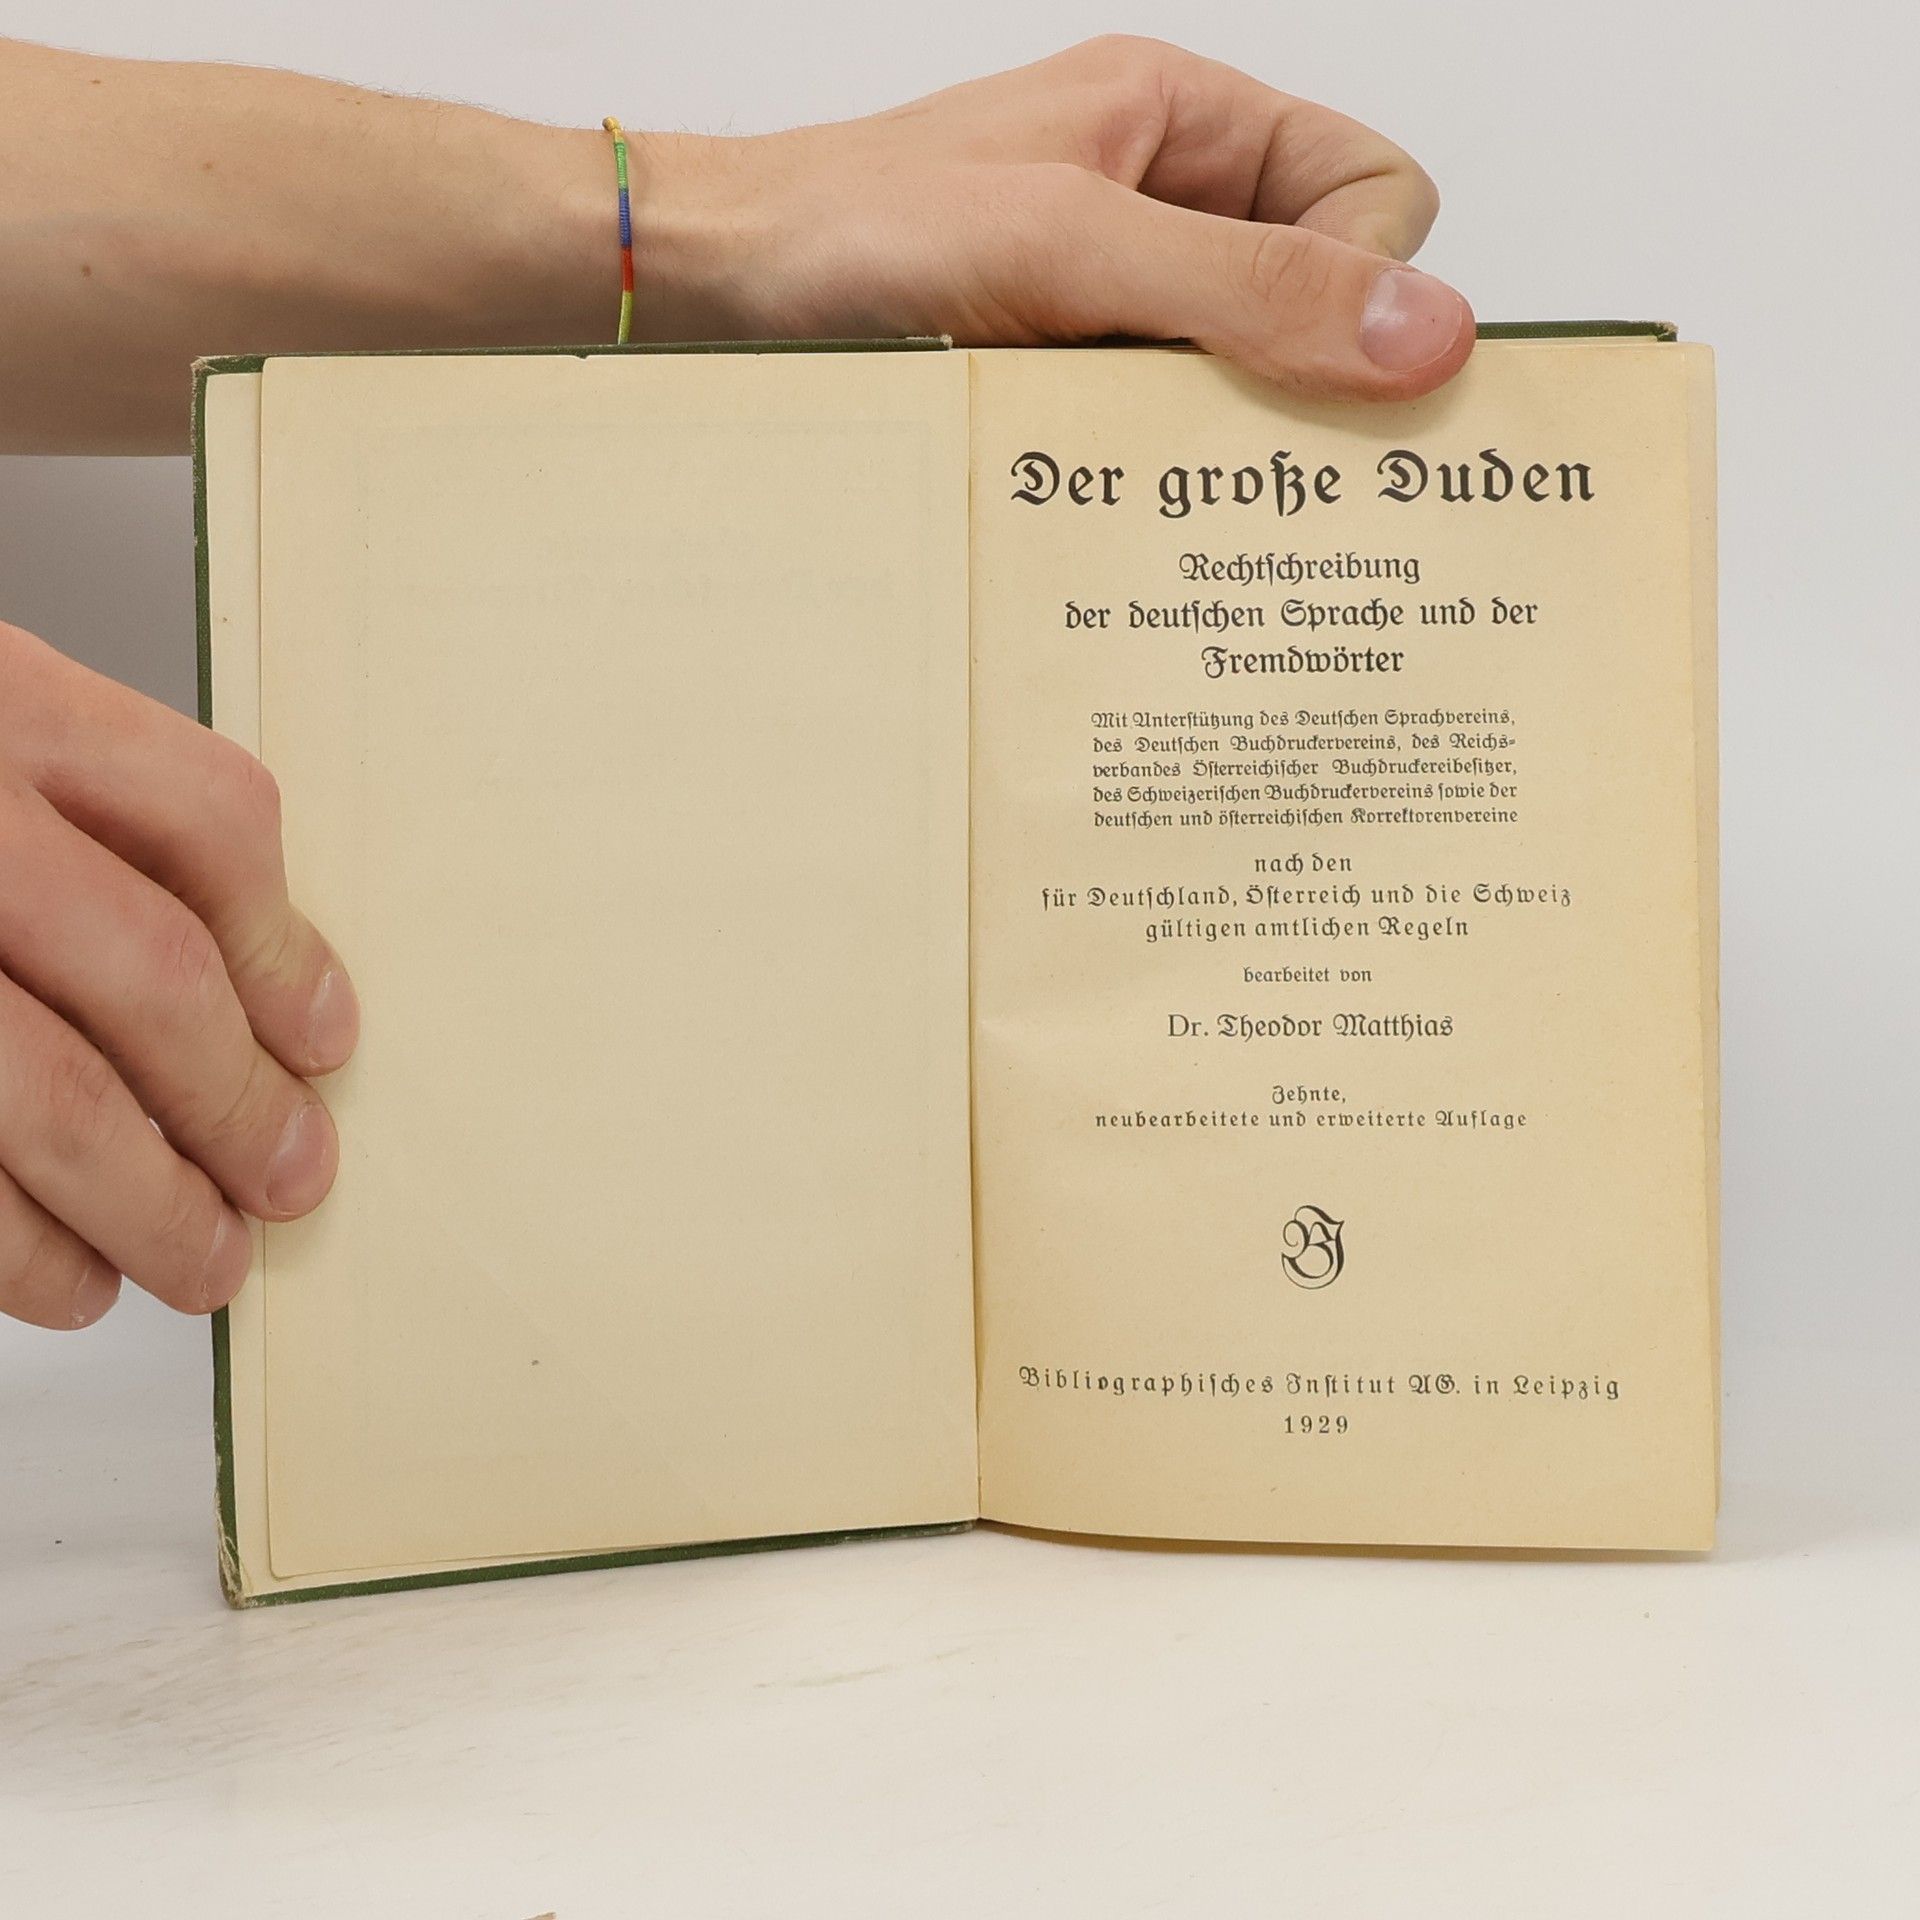 Der große Duden
Rechtſchreibung
der deutſchen Sprache und der
Fremdwörter
Mit Unterſtützung des Deutſchen Sprachvereins,
des Deutſchen Buchdruckervereins, des Reichs⸗
verbandes Öſterreichiſcher Buchdruckereibeſitzer,
des Schweizeriſchen Buchdruckervereins ſowie der
deutſchen und öſterreichiſchen Korrektorenvereine
nach den
für Deutſchland, Öſterreich und die Schweiz
gültigen amtlichen Regeln
bearbeitet von
Dr. Theodor Matthias
Zehnte,
neubearbeitete und erweiterte Auflage
BI
Bibliographiſches Inſtitut AG. in Leipzig
1929